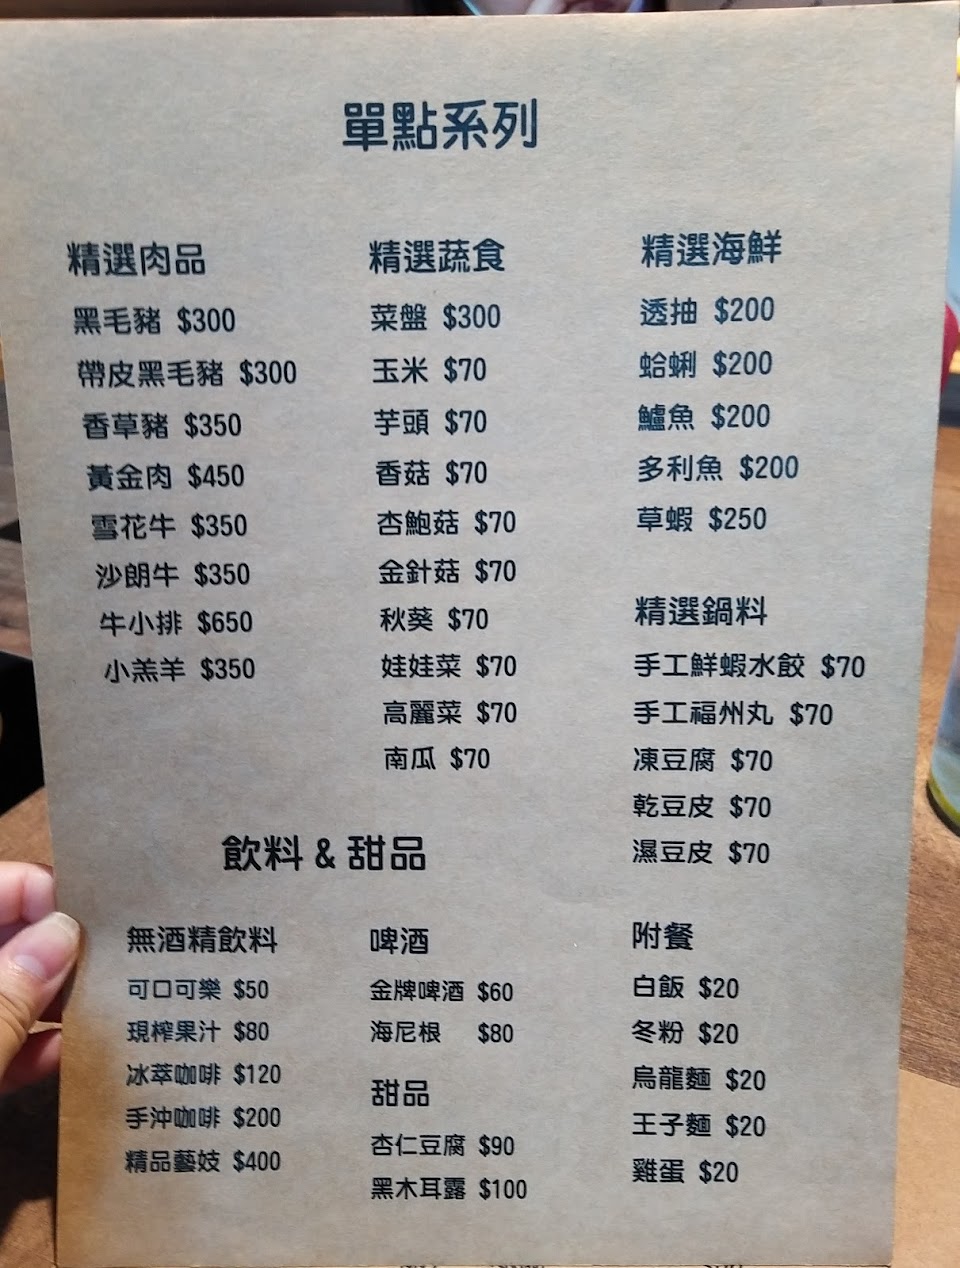 單點系列
精選肉品
黑毛豬 $300
帶皮黑毛豬 $300
香草豬 $350
黃金肉 $450
雪花牛 $350
沙朗牛 $350
牛小排 $650
小羔羊 $350
精選蔬食
菜盤 $300
玉米 $70
芋頭 $70
香菇 $70
杏鮑菇 $70
金針菇 $70
秋葵 $70
娃娃菜 $70
高麗菜 $70
南瓜 $70
精選海鮮
透抽 $200
蛤蜊 $200
鱸魚 $200
多利魚 $200
草蝦 $250
精選鍋料
手工鮮蝦水餃 $70
手工福州丸 $70
凍豆腐 $70
乾豆皮 $70
濕豆皮 $70
飲料 & 甜品
無酒精飲料
可口可樂 $50
現榨果汁 $80
冰萃咖啡 $120
手沖咖啡 $200
精品藝妓 $400
啤酒
金牌啤酒 $60
海尼根 $80
甜品
杏仁豆腐 $90
黑木耳露 $100
附餐
白飯 $20
冬粉 $20
烏龍麵 $20
王子麵 $20
雞蛋 $20